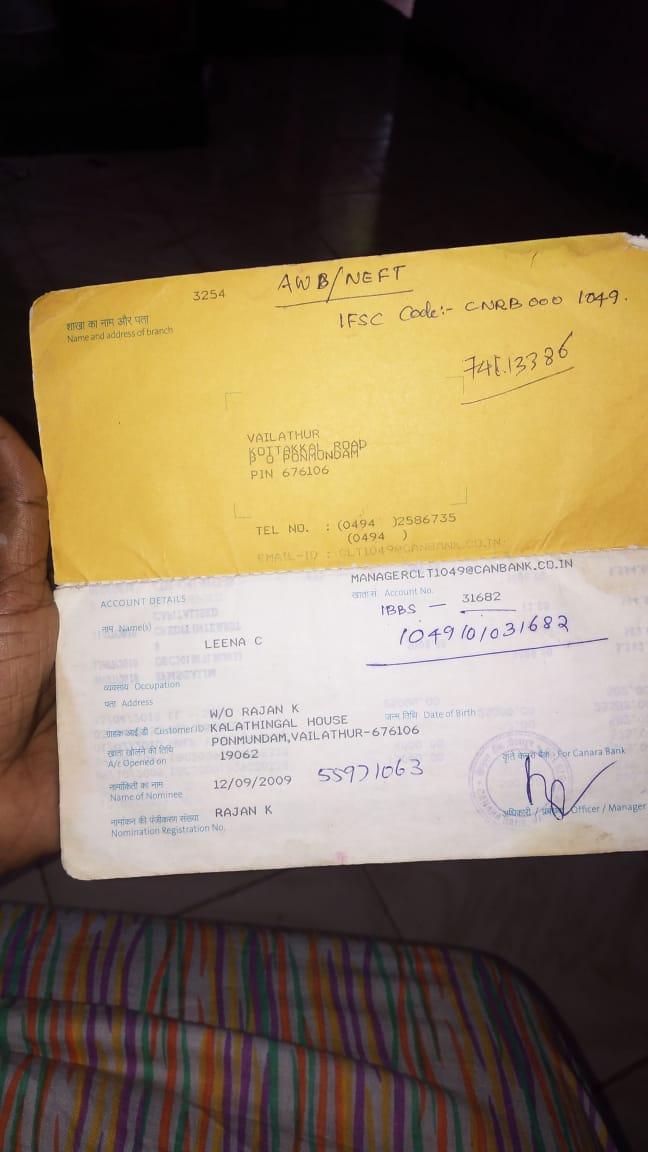 3254
AWB/NEFT
IFSC Code:- CNRB000 1049.
शाखा का नाम और पता
Name and address of branch
VAILATHUR
KOTTAKKAL ROAD
P O PONMUNDAM
PIN 676106
TEL NO. : (0494 )2586735
(0494 )
EMAIL-ID : CLT1049@CANBANK.CO.IN
MANAGERCLT1049@CANBANK.CO.IN
ACCOUNT DETAILS
खाता सं. Account No.
31682
IBBS —
नाम Name(s)
LEENA C
1049101031682
व्यवसाय Occupation
पता Address
W/O RAJAN K
ग्राहक आई डी Customer ID KALATHINGAL HOUSE
जन्म तिथि Date of Birth
PONMUNDAM,VAILATHUR-676106
खाता खोलने की तिथि
A/c Opened on
19062
कृते केनरा बैंक - For Canara Bank
नामांकिती का नाम
Name of Nominee
12/09/2009
55971063
नामांकन की पंजीकरण संख्या
Nomination Registration No.
RAJAN K
अधिकारी / Officer / Manager